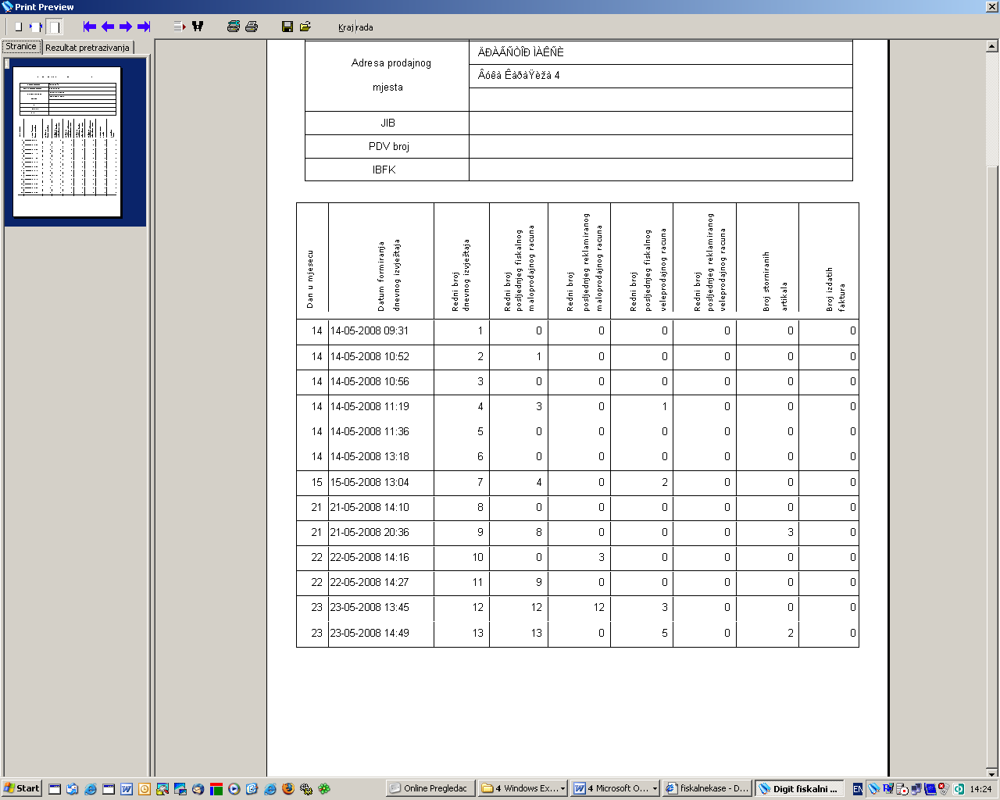 Print Preview
Kraj rada
Stranice
Rezultat pretrazivanja
1
Adresa prodajnog
mjesta
ÄÐÀÃÑÒÎÐ ÌÀÊÑÈ
Âóêà ÊàðàŸèžà 4
JIB
PDV broj
IBFK
Dan u mjesecu
Datum formiranja
dnevnog izvještaja
Redni broj
dnevnog izvještaja
Redni broj
posljednjeg fiskalnog
maloprodajnog racuna
Redni broj
posljednjeg reklamiranog
maloprodajnog racuna
Redni broj
posljednjeg fiskalnog
veleprodajnog racuna
Redni broj
posljednjeg reklamiranog
veleprodajnog racuna
Broj storniranih
artikala
Broj izdatih
faktura
14 14-05-2008 09:31 1 0 0 0 0 0 0
14 14-05-2008 10:52 2 1 0 0 0 0 0
14 14-05-2008 10:56 3 0 0 0 0 0 0
14 14-05-2008 11:19 4 3 0 1 0 0 0
14 14-05-2008 11:36 5 0 0 0 0 0 0
14 14-05-2008 13:18 6 0 0 0 0 0 0
15 15-05-2008 13:04 7 4 0 2 0 0 0
21 21-05-2008 14:10 8 0 0 0 0 0 0
21 21-05-2008 20:36 9 8 0 0 0 3 0
22 22-05-2008 14:16 10 0 3 0 0 0 0
22 22-05-2008 14:27 11 9 0 0 0 0 0
23 23-05-2008 13:45 12 12 12 3 0 0 0
23 23-05-2008 14:49 13 13 0 5 0 2 0
Start
Online Pregledac
4 Windows Ex...
4 Microsoft O...
fiskalnekase - D...
Digit fiskalni ...
EN
14:24